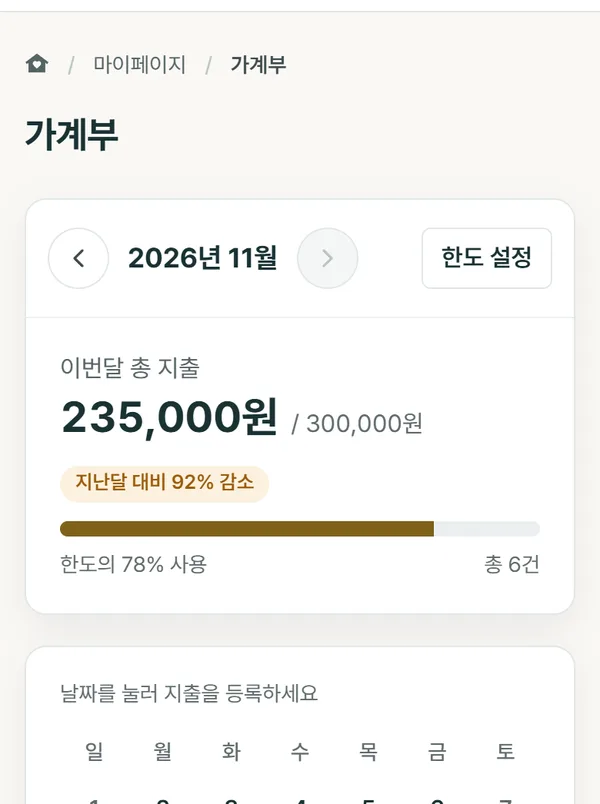 / 마이페이지 / 가계부
가계부
2026년 11월
한도 설정
이번달 총 지출
235,000원 / 300,000원
지난달 대비 92% 감소
한도의 78% 사용 총 6건
날짜를 눌러 지출을 등록하세요
일 월 화 수 목 금 토